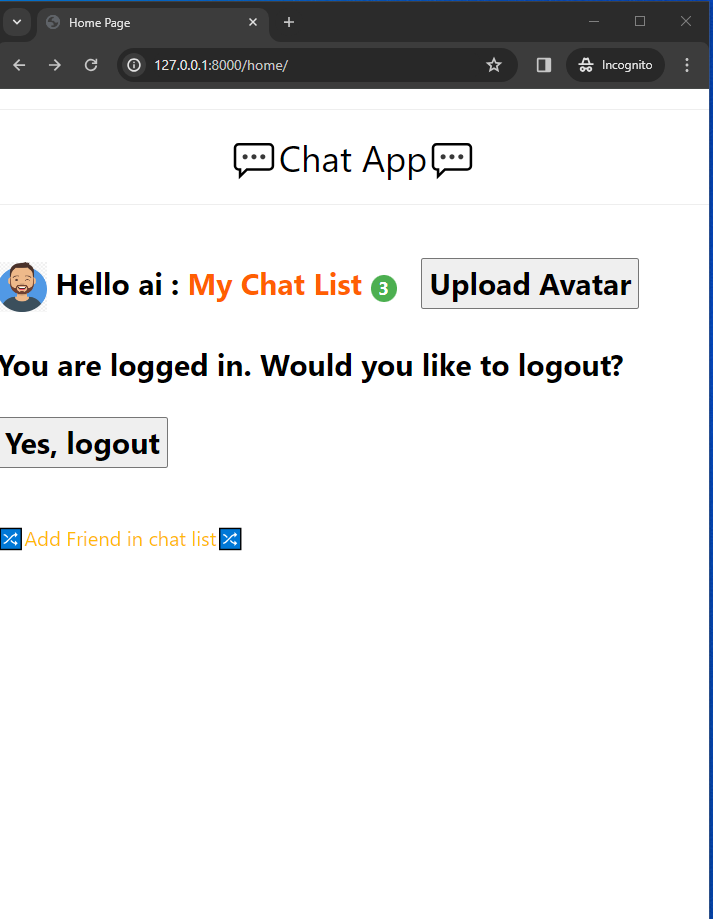 Home Page
127.0.0.1:8000/home/
Incognito
💬Chat App💬
Hello ai : My Chat List 3 Upload Avatar
You are logged in. Would you like to logout?
Yes, logout
🔀Add Friend in chat list🔀